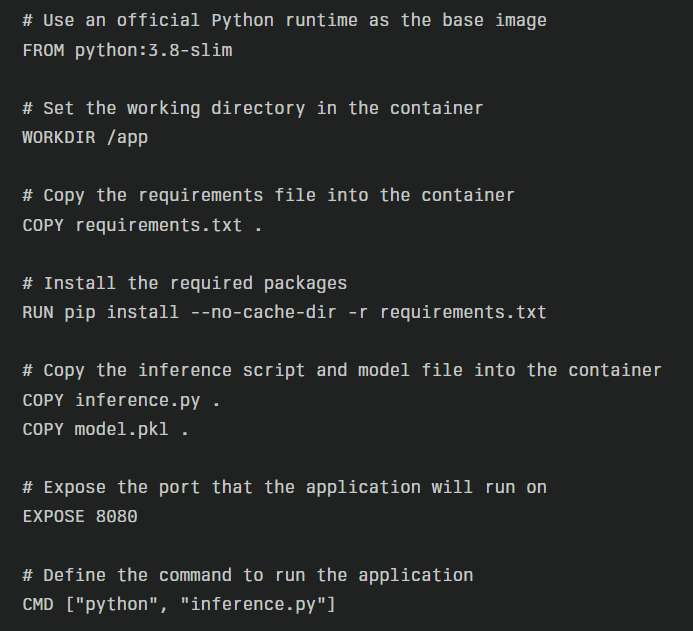 # Use an official Python runtime as the base image
FROM python:3.8-slim
# Set the working directory in the container
WORKDIR /app
# Copy the requirements file into the container
COPY requirements.txt .
# Install the required packages
RUN pip install --no-cache-dir -r requirements.txt
# Copy the inference script and model file into the container
COPY inference.py .
COPY model.pkl .
# Expose the port that the application will run on
EXPOSE 8080
# Define the command to run the application
CMD ["python", "inference.py"]